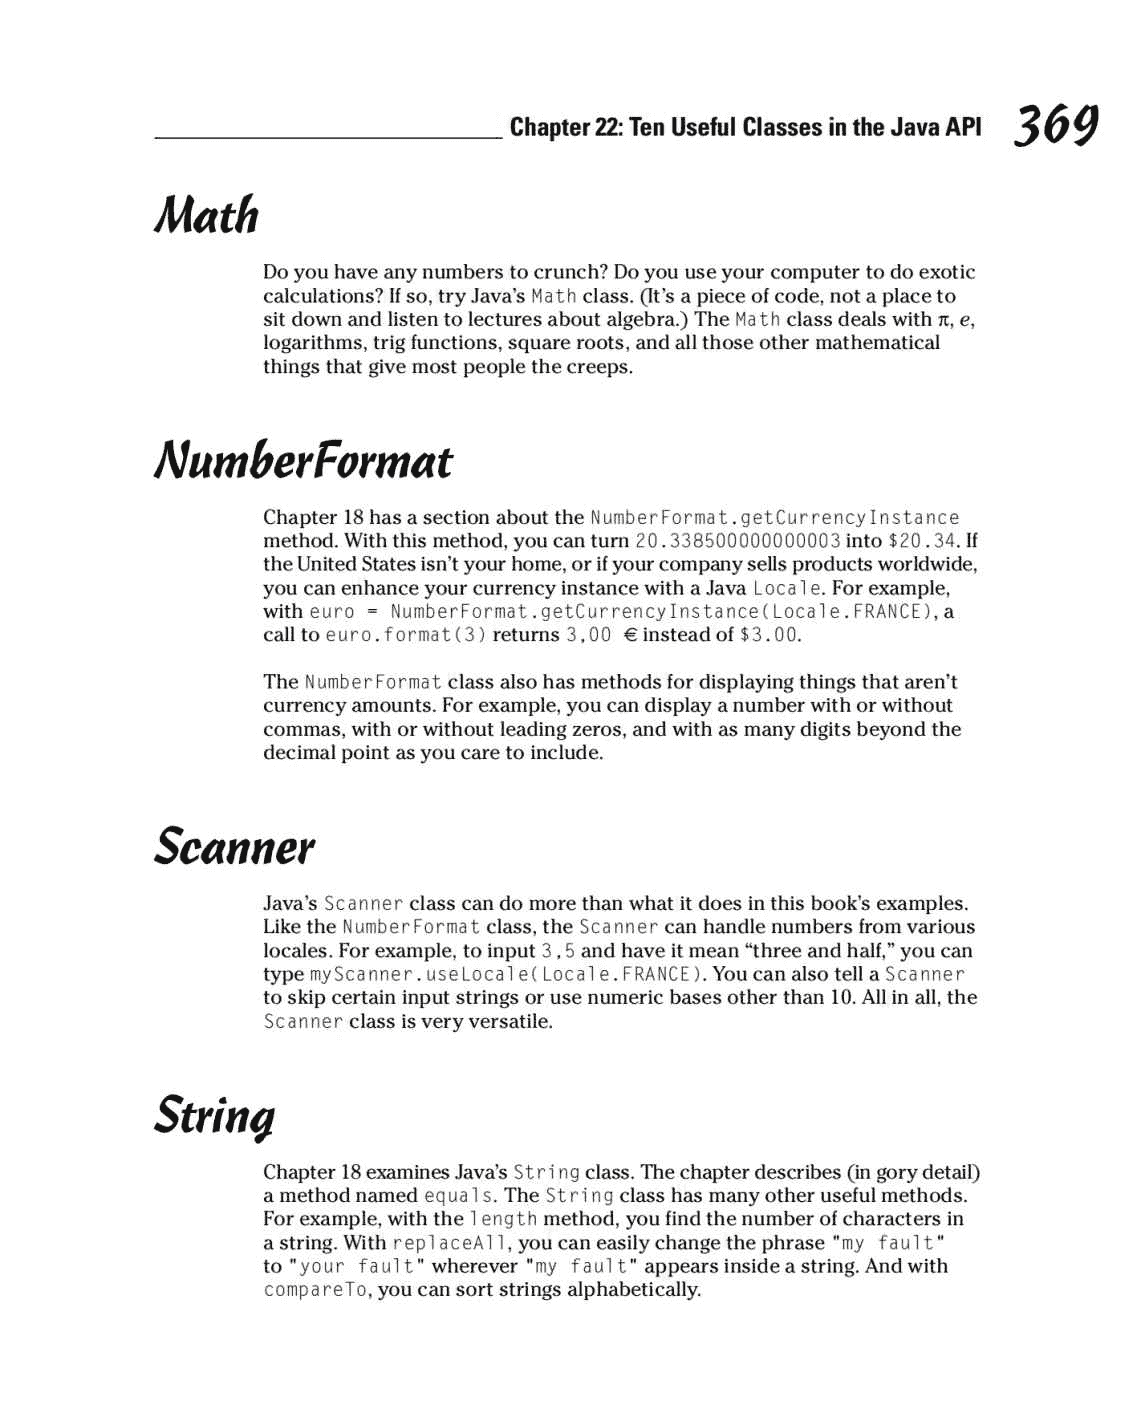 Chapter 22: Ten Useful Classes in the Java API 369
Math
Do you have any numbers to crunch? Do you use your computer to do exotic
calculations? If so, try Java’s Math class. (It’s a piece of code, not a place to
sit down and listen to lectures about algebra.) The Math class deals with π, e,
logarithms, trig functions, square roots, and all those other mathematical
things that give most people the creeps.
NumberFormat
Chapter 18 has a section about the NumberFormat.getCurrencyInstance
method. With this method, you can turn 20.338500000000003 into $20.34. If
the United States isn’t your home, or if your company sells products worldwide,
you can enhance your currency instance with a Java Locale. For example,
with euro = NumberFormat.getCurrencyInstance(Locale.FRANCE), a
call to euro.format(3) returns 3,00 € instead of $3.00.
The NumberFormat class also has methods for displaying things that aren’t
currency amounts. For example, you can display a number with or without
commas, with or without leading zeros, and with as many digits beyond the
decimal point as you care to include.
Scanner
Java’s Scanner class can do more than what it does in this book’s examples.
Like the NumberFormat class, the Scanner can handle numbers from various
locales. For example, to input 3,5 and have it mean “three and half,” you can
type myScanner.useLocale(Locale.FRANCE). You can also tell a Scanner
to skip certain input strings or use numeric bases other than 10. All in all, the
Scanner class is very versatile.
String
Chapter 18 examines Java’s String class. The chapter describes (in gory detail)
a method named equals. The String class has many other useful methods.
For example, with the length method, you find the number of characters in
a string. With replaceAll, you can easily change the phrase "my fault"
to "your fault" wherever "my fault" appears inside a string. And with
compareTo, you can sort strings alphabetically.